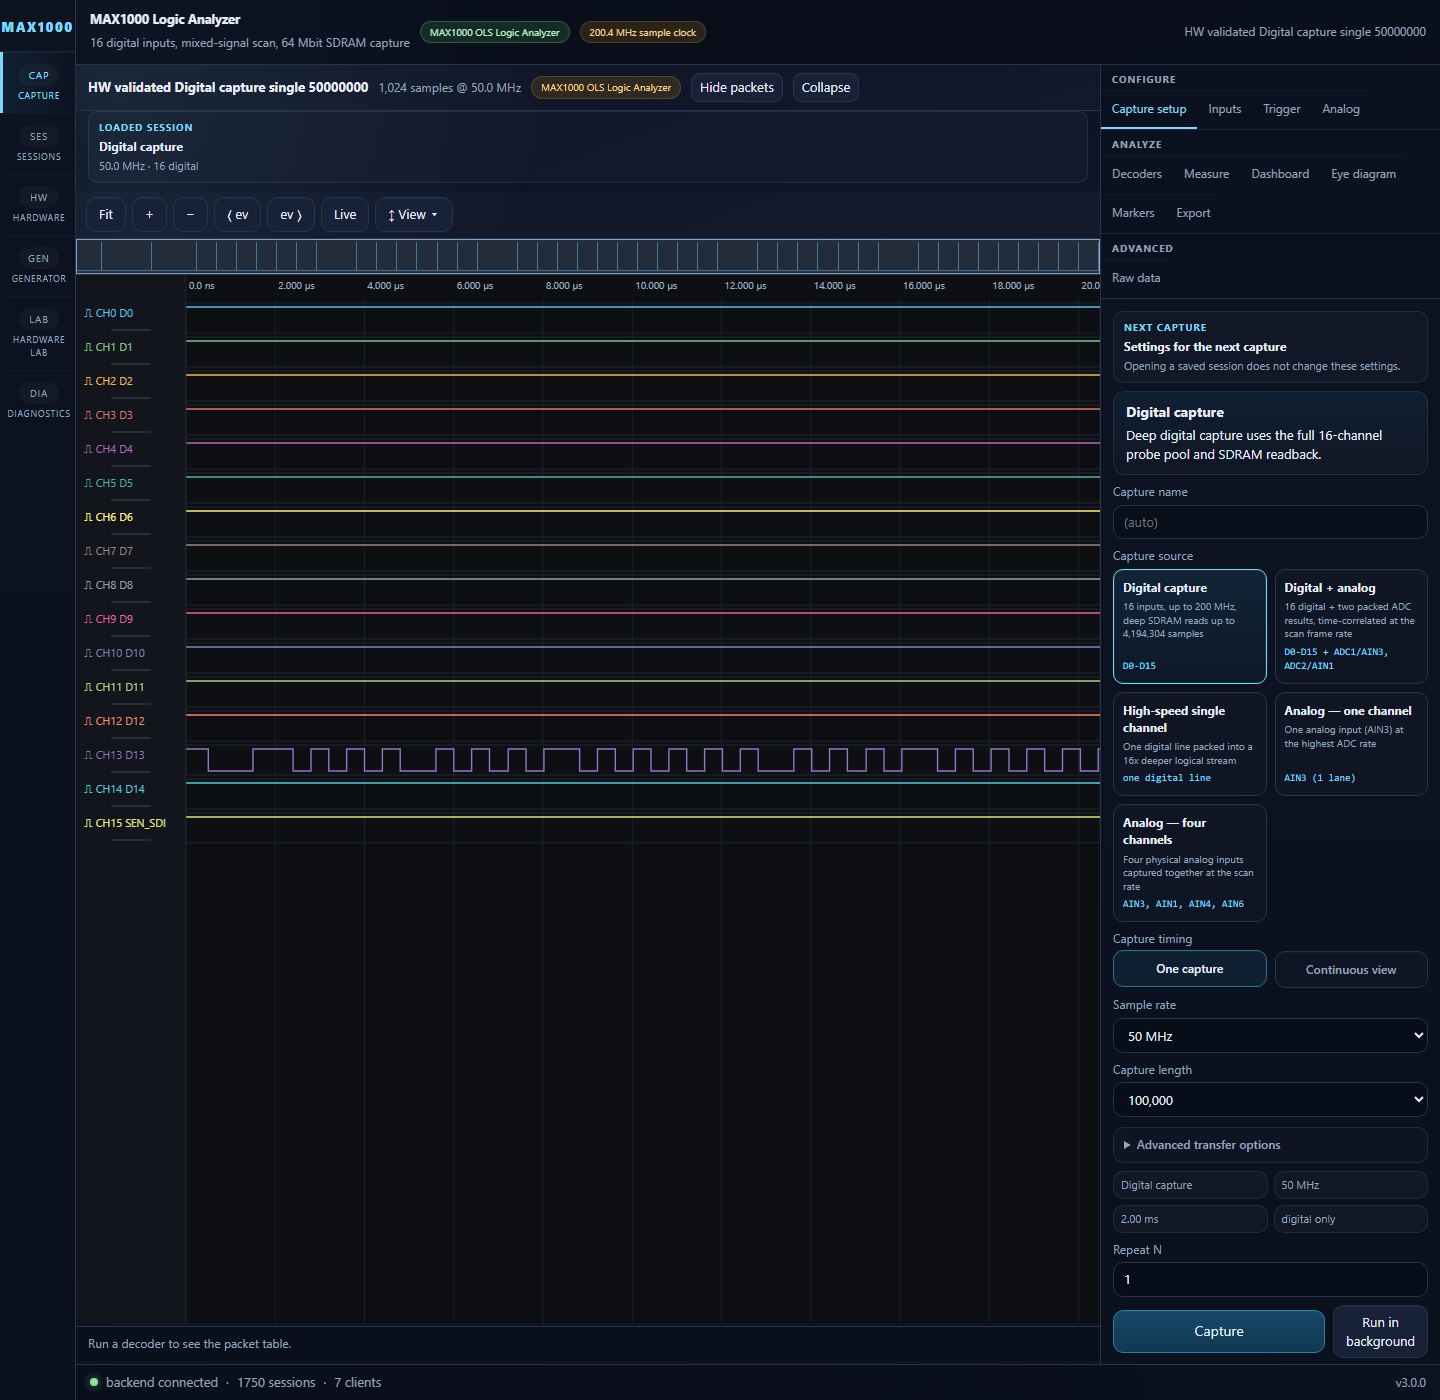 MAX1000
CAP
CAPTURE
SES
SESSIONS
HW
HARDWARE
GEN
GENERATOR
LAB
HARDWARE
LAB
DIA
DIAGNOSTICS
MAX1000 Logic Analyzer
16 digital inputs, mixed-signal scan, 64 Mbit SDRAM capture
MAX1000 OLS Logic Analyzer
200.4 MHz sample clock
HW validated Digital capture single 50000000
HW validated Digital capture single 50000000
1,024 samples @ 50.0 MHz
MAX1000 OLS Logic Analyzer
Hide packets
Collapse
LOADED SESSION
Digital capture
50.0 MHz · 16 digital
Fit
+
−
⟨ ev
ev ⟩
Live
↕ View ▾
0.0 ns
2.000 µs
4.000 µs
6.000 µs
8.000 µs
10.000 µs
12.000 µs
14.000 µs
16.000 µs
18.000 µs
20.0
CH0 D0
CH1 D1
CH2 D2
CH3 D3
CH4 D4
CH5 D5
CH6 D6
CH7 D7
CH8 D8
CH9 D9
CH10 D10
CH11 D11
CH12 D12
CH13 D13
CH14 D14
CH15 SEN_SDI
Run a decoder to see the packet table.
CONFIGURE
Capture setup
Inputs
Trigger
Analog
ANALYZE
Decoders
Measure
Dashboard
Eye diagram
Markers
Export
ADVANCED
Raw data
NEXT CAPTURE
Settings for the next capture
Opening a saved session does not change these settings.
Digital capture
Deep digital capture uses the full 16-channel
probe pool and SDRAM readback.
Capture name
(auto)
Capture source
Digital capture
16 inputs, up to 200 MHz,
deep SDRAM reads up to
4,194,304 samples
D0-D15
Digital + analog
16 digital + two packed ADC
results, time-correlated at the
scan frame rate
D0-D15 + ADC1/AIN3,
ADC2/AIN1
High-speed single
channel
One digital line packed into a
16x deeper logical stream
one digital line
Analog — one channel
One analog input (AIN3) at
the highest ADC rate
AIN3 (1 lane)
Analog — four
channels
Four physical analog inputs
captured together at the scan
rate
AIN3, AIN1, AIN4, AIN6
Capture timing
One capture
Continuous view
Sample rate
50 MHz
Capture length
100,000
▶ Advanced transfer options
Digital capture
50 MHz
2.00 ms
digital only
Repeat N
1
Capture
Run in
background
backend connected · 1750 sessions · 7 clients
v3.0.0